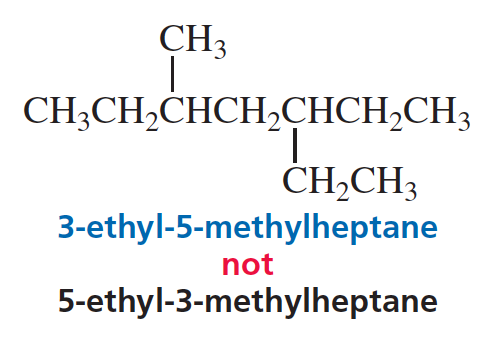 CH₃
CH₃CH₂CHCH₂CHCH₂CH₃
CH₂CH₃
3-ethyl-5-methylheptane
not
5-ethyl-3-methylheptane